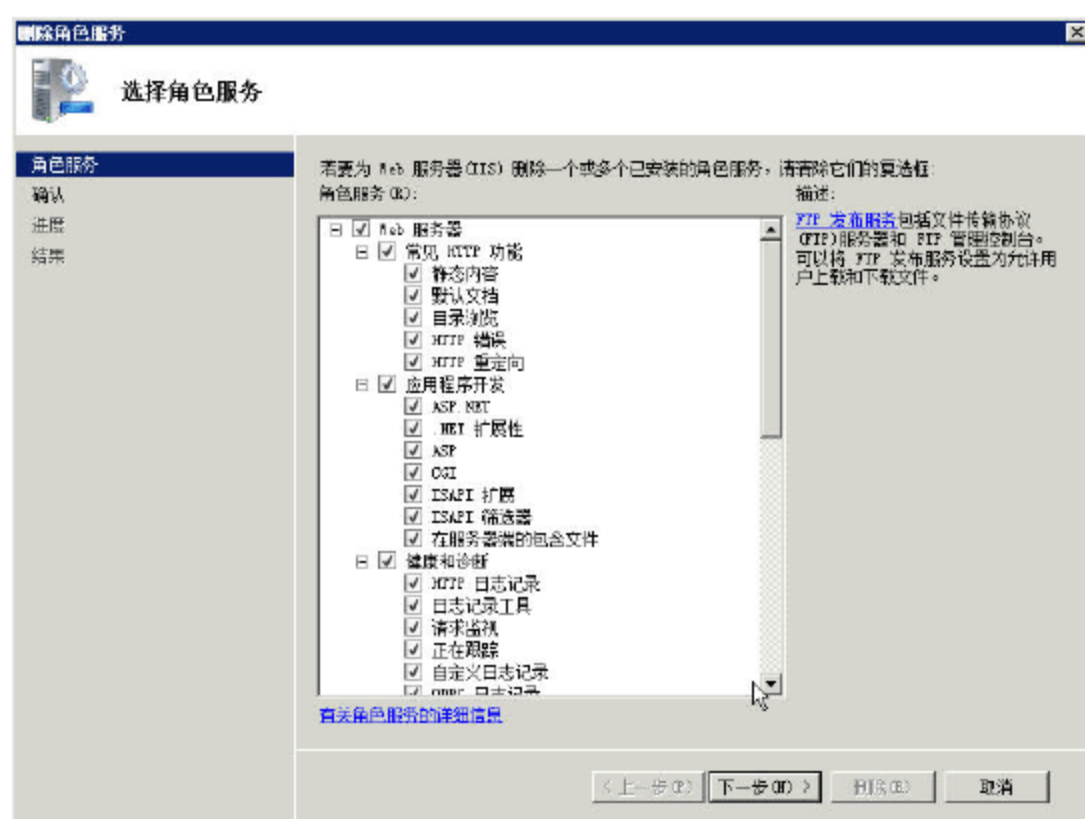 删除角色服务
选择角色服务
角色服务
确认
进度
结果
若要为 Web 服务器(IIS) 删除一个或多个已安装的角色服务，请清除它们的复选框:
角色服务(R):
Web 服务器
常见 HTTP 功能
静态内容
默认文档
目录浏览
HTTP 错误
HTTP 重定向
应用程序开发
ASP.NET
.NET 扩展性
ASP
CGI
ISAPI 扩展
ISAPI 筛选器
在服务器端的包含文件
健康和诊断
HTTP 日志记录
日志记录工具
请求监视
正在跟踪
自定义日志记录
ODBC 日志记录
描述:
FTP 发布服务包括文件传输协议
(FTP)服务器和 FTP 管理控制台。
可以将 FTP 发布服务设置为允许用
户上载和下载文件。
有关角色服务的详细信息
< 上一步(P)
下一步(N) >
删除(R)
取消